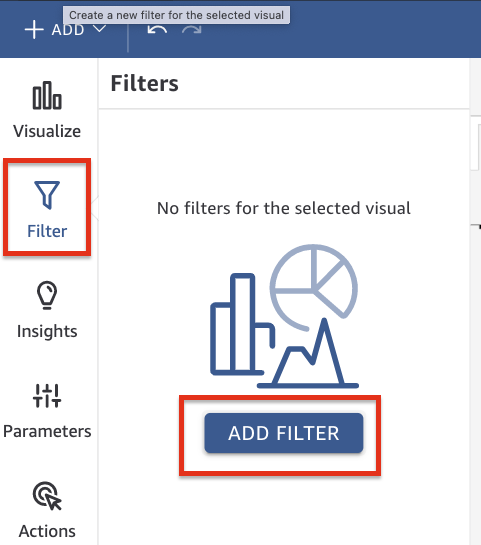 Create a new filter for the selected visual
ADD
Filters
Visualize
No filters for the selected visual
Filter
Insights
Parameters
ADD FILTER
Actions